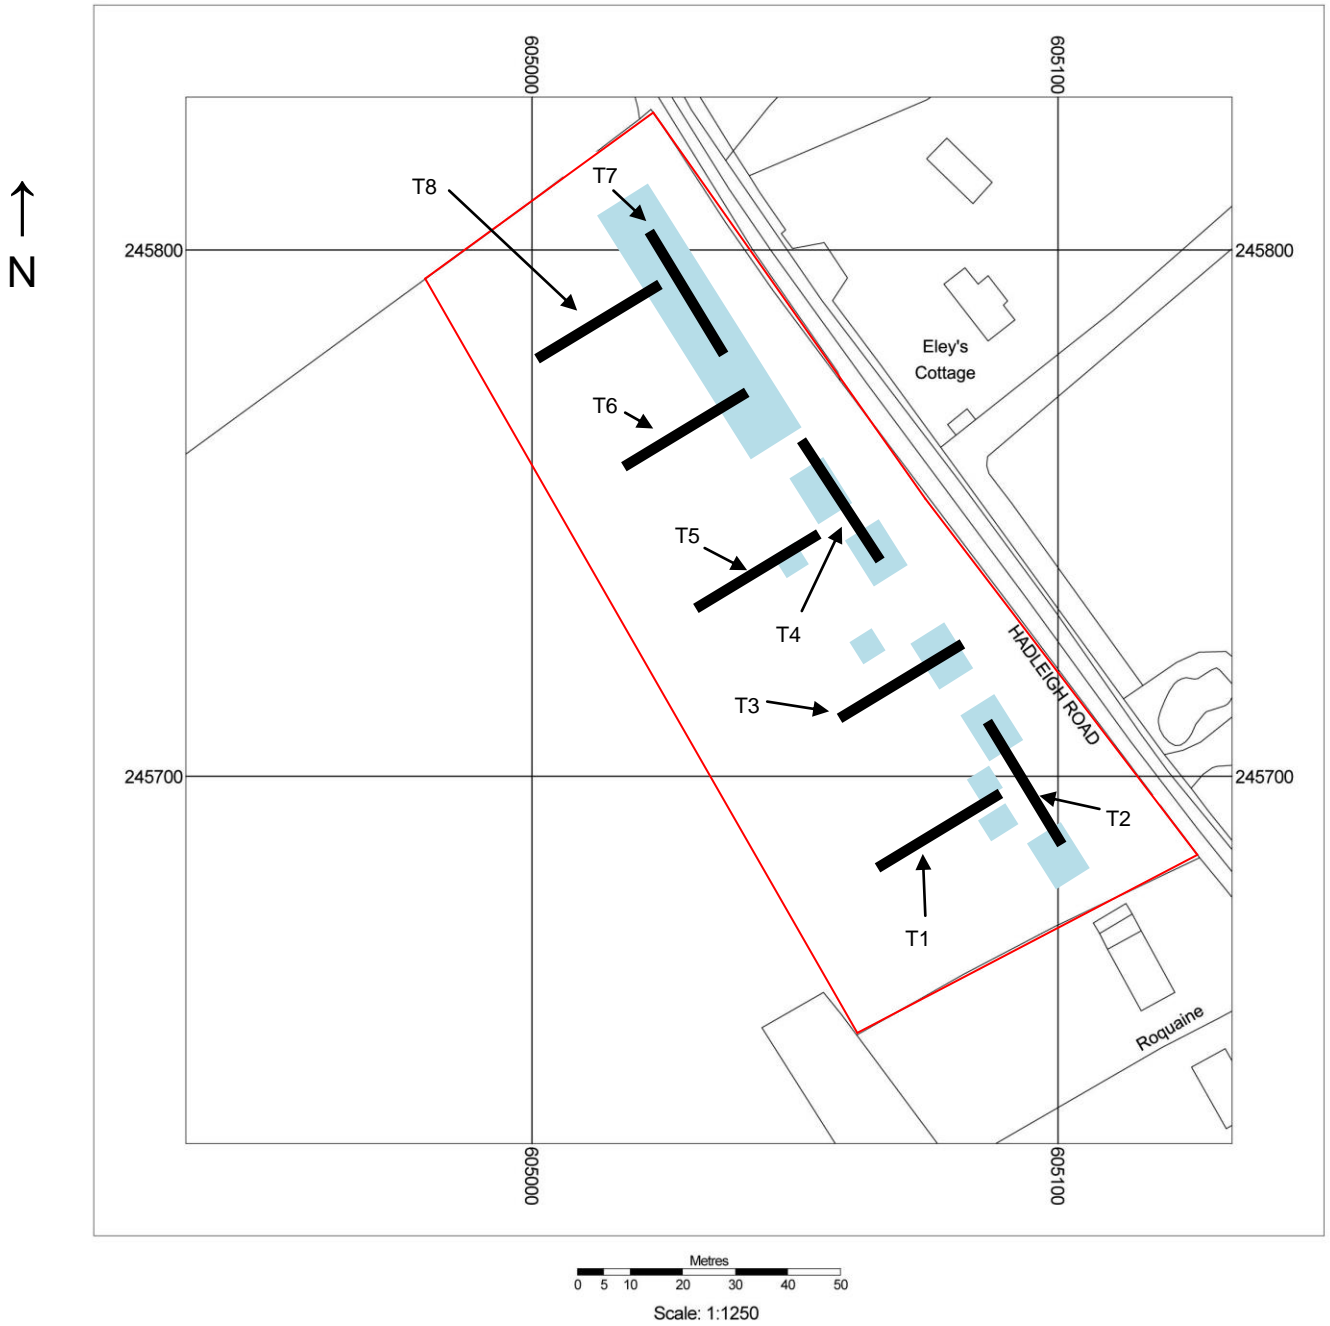 605000
605100
T7
T8
N
245800
245800
Eley's
Cottage
T6
T5
T4
HADLEIGH ROAD
T3
245700
245700
T2
T1
Roquaine
605000
605100
Metres
0 5 10 20 30 40 50
Scale: 1:1250